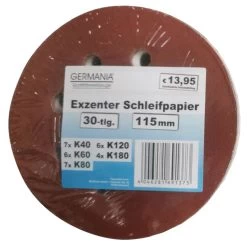 GERMANIA
€ 13,95
Exzenter Schleifpapier
30-tlg. 115mm
7x K40 6x K120
6x K60 4x K180
7x K80